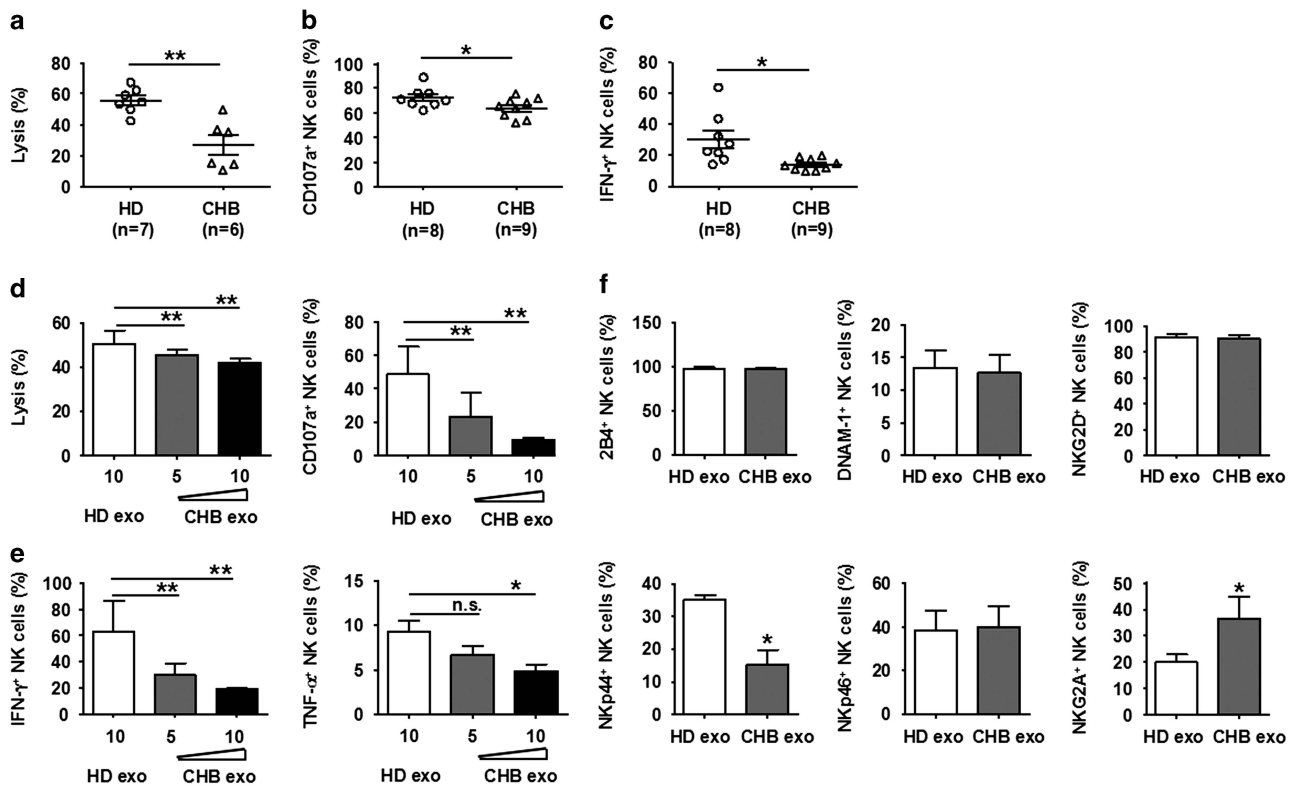 a
Lysis (%)
80
60
40
20
0
**
HD
(n=7)
CHB
(n=6)
b
CD107a⁺ NK cells (%)
100
80
60
40
20
0
*
HD
(n=8)
CHB
(n=9)
c
IFN-γ⁺ NK cells (%)
80
60
40
20
0
*
HD
(n=8)
CHB
(n=9)
d
Lysis (%)
60
40
20
0
**
**
10
5
10
HD exo
CHB exo
CD107a⁺ NK cells (%)
80
60
40
20
0
**
**
10
5
10
HD exo
CHB exo
e
IFN-γ⁺ NK cells (%)
100
80
60
40
20
0
**
**
10
5
10
HD exo
CHB exo
TNF-α⁺ NK cells (%)
15
10
5
0
*
n.s.
10
5
10
HD exo
CHB exo
f
2B4⁺ NK cells (%)
150
100
50
0
HD exo
CHB exo
DNAM-1⁺ NK cells (%)
20
15
10
5
0
HD exo
CHB exo
NKG2D⁺ NK cells (%)
100
80
60
40
20
0
HD exo
CHB exo
NKp44⁺ NK cells (%)
40
30
20
10
0
*
HD exo
CHB exo
NKp46⁺ NK cells (%)
60
40
20
0
HD exo
CHB exo
NKG2A⁺ NK cells (%)
50
40
30
20
10
0
*
HD exo
CHB exo